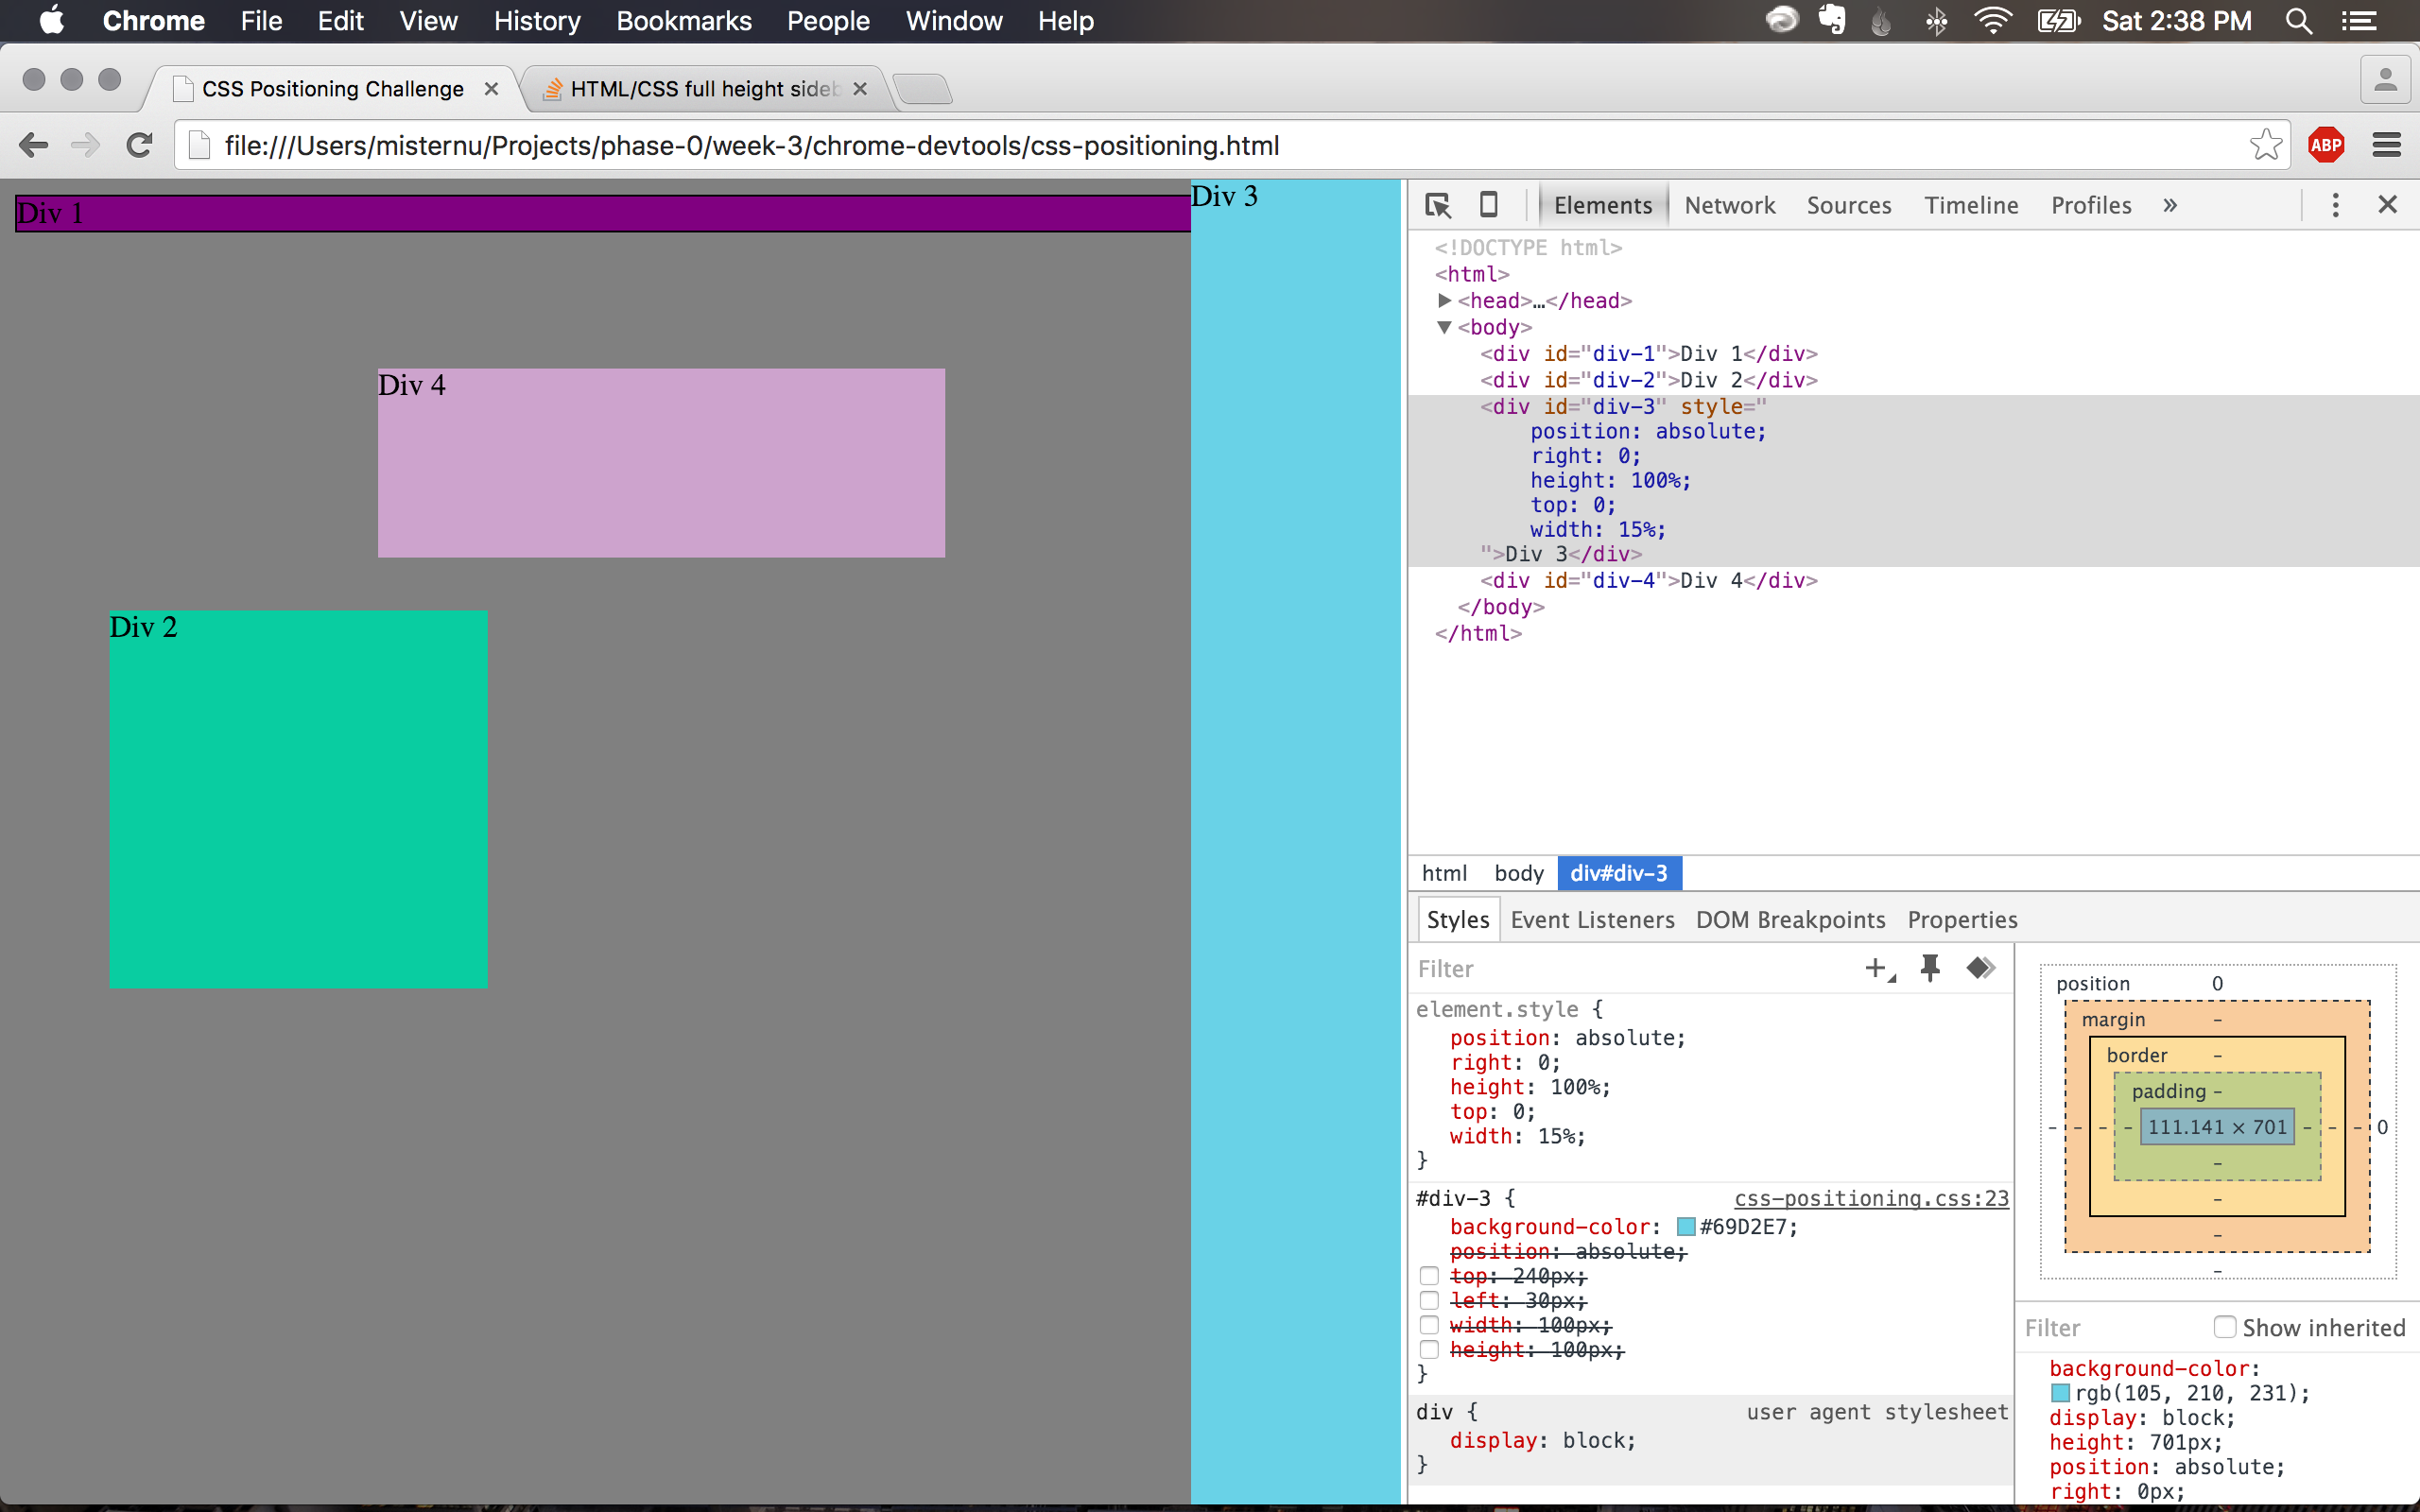 Chrome File Edit View History Bookmarks People Window Help Sat 2:38 PM
CSS Positioning Challenge HTML/CSS full height sideb
file:///Users/misternu/Projects/phase-0/week-3/chrome-devtools/css-positioning.html ABP
Div 1
Div 3
Div 4
Div 2
Elements Network Sources Timeline Profiles »
<!DOCTYPE html>
<html>
<head>…</head>
<body>
<div id="div-1">Div 1</div>
<div id="div-2">Div 2</div>
<div id="div-3" style="
position: absolute;
right: 0;
height: 100%;
top: 0;
width: 15%;
">Div 3</div>
<div id="div-4">Div 4</div>
</body>
</html>
html body div#div-3
Styles Event Listeners DOM Breakpoints Properties
Filter
element.style {
position: absolute;
right: 0;
height: 100%;
top: 0;
width: 15%;
}
#div-3 { css-positioning.css:23
background-color: #69D2E7;
position: absolute;
top: 240px;
left: 30px;
width: 100px;
height: 100px;
}
div { user agent stylesheet
display: block;
}
position 0
margin -
border -
padding -
- - - - 111.141 × 701 - - - 0
-
-
-
-
Filter Show inherited
background-color:
rgb(105, 210, 231);
display: block;
height: 701px;
position: absolute;
right: 0px;